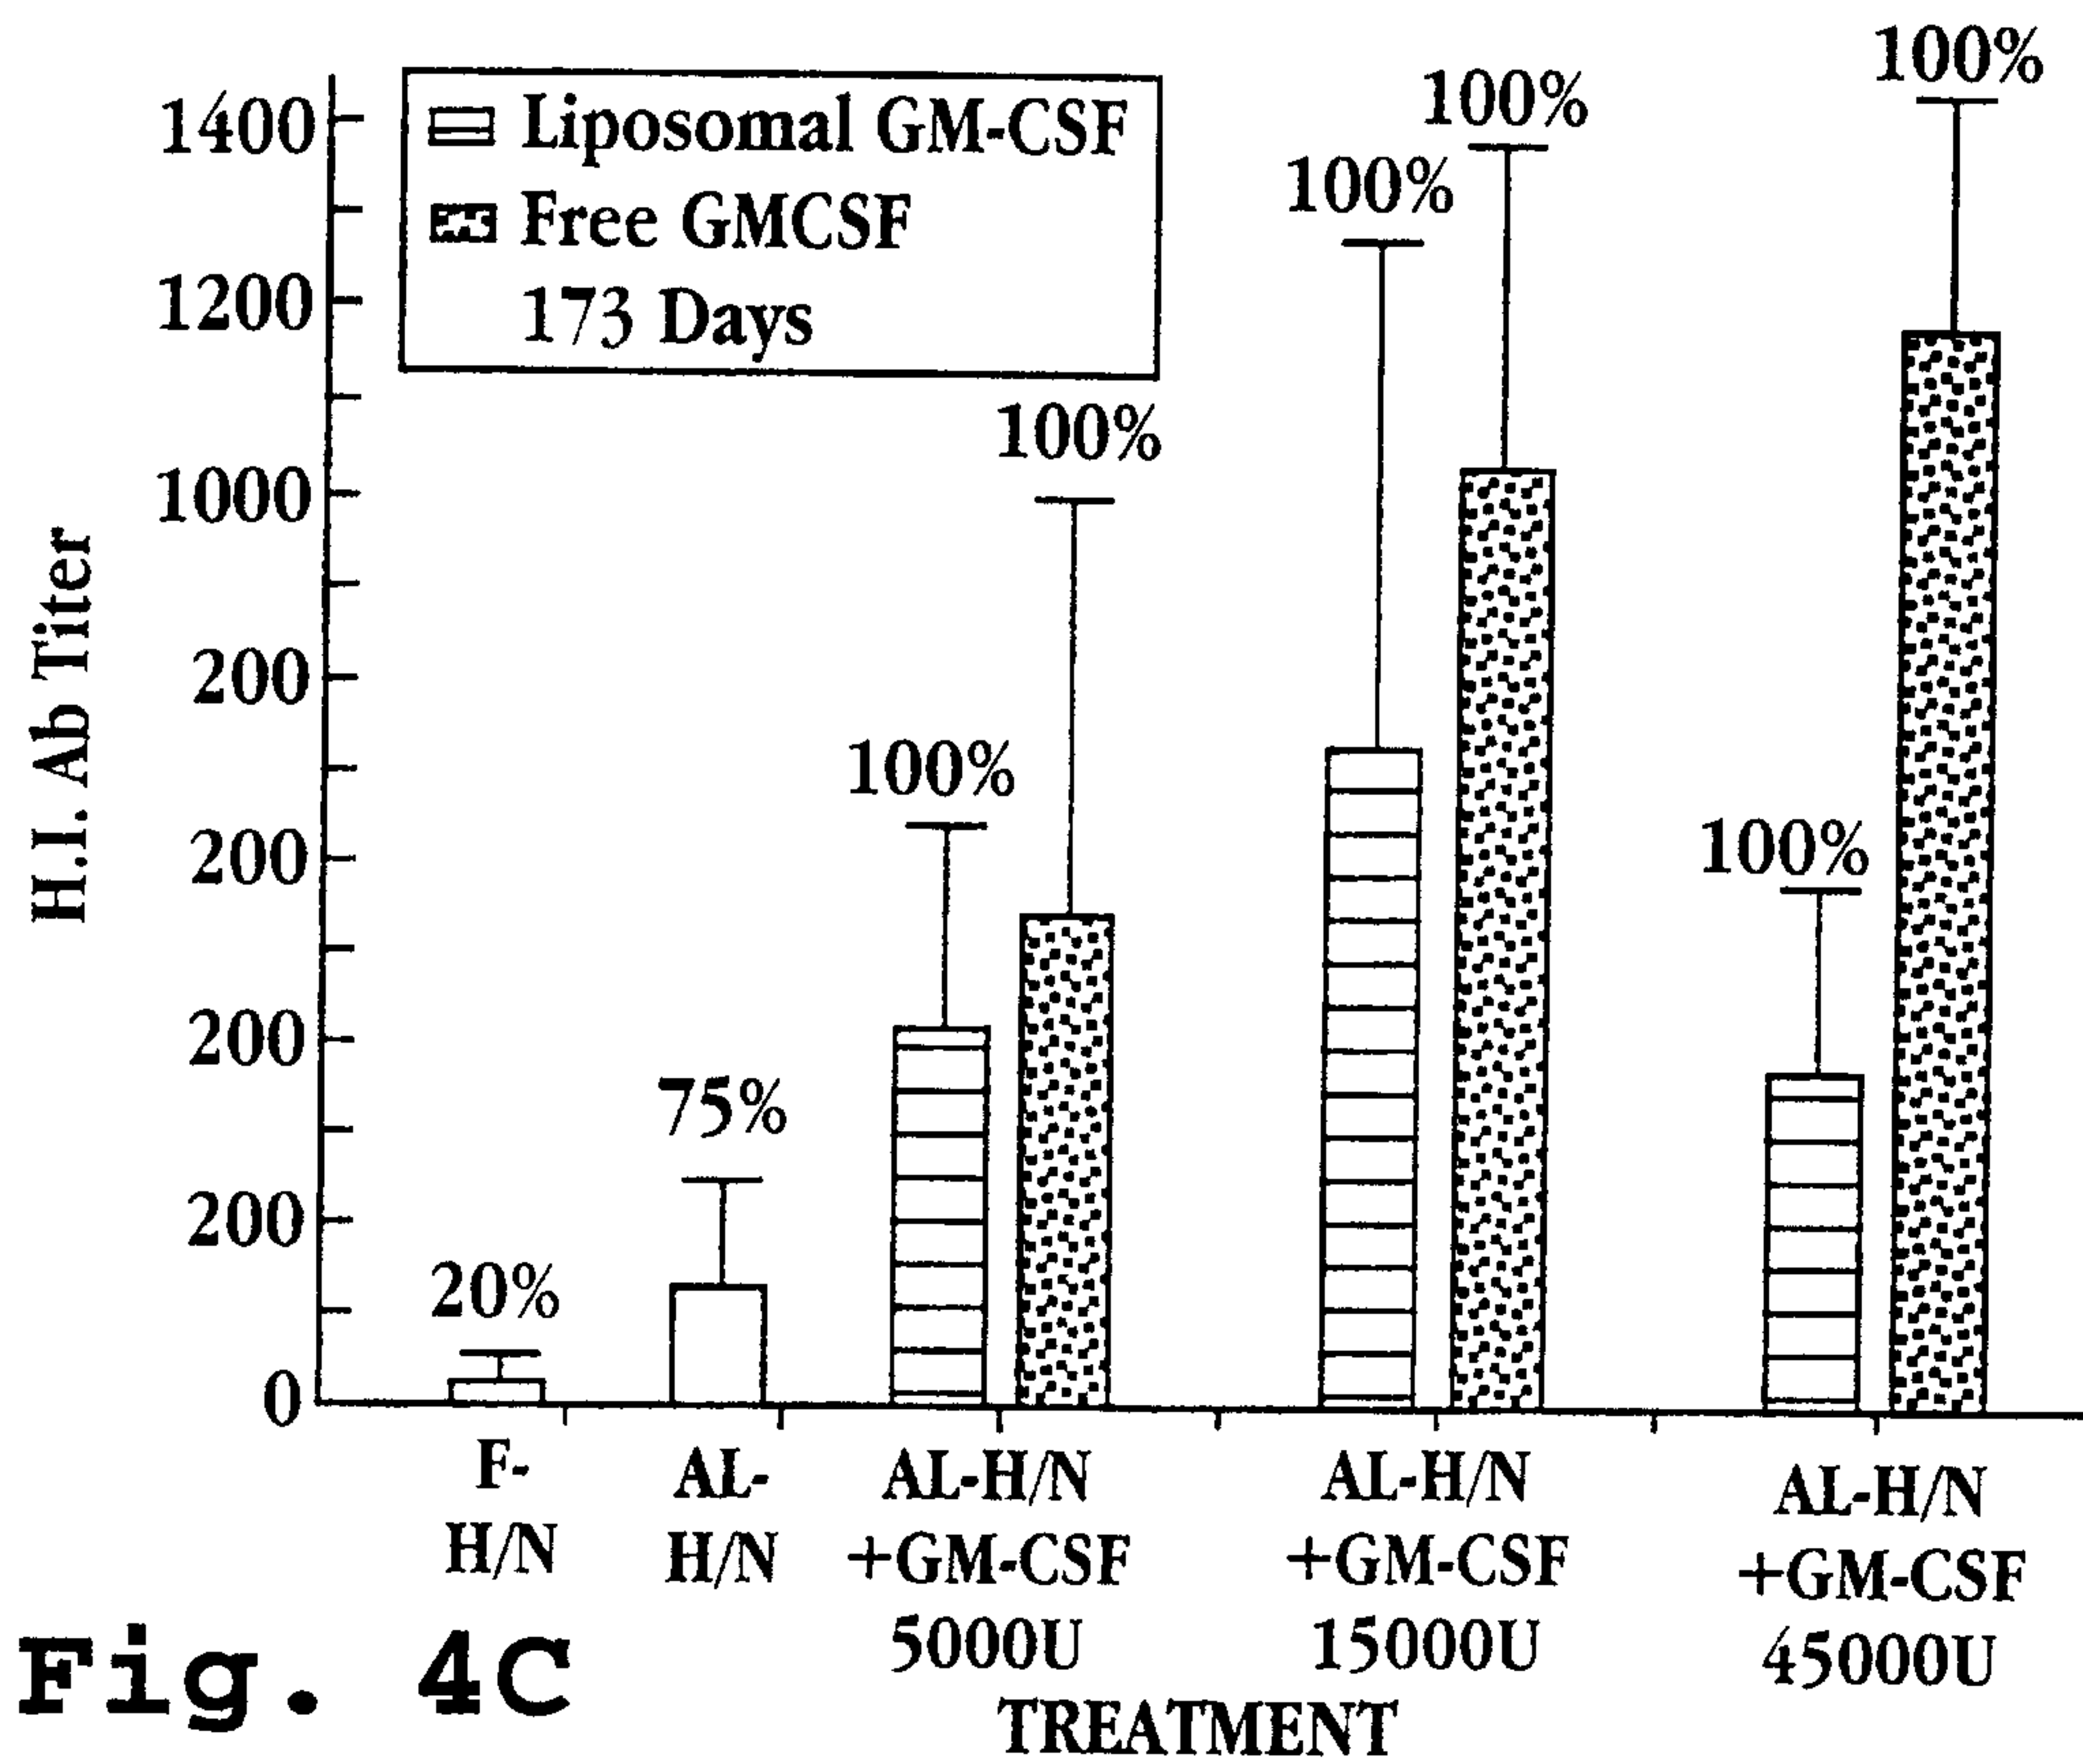 H.I. Ab Titer
1400
1200
1000
200
200
200
200
0
Liposomal GM-CSF
Free GMCSF
173 Days
20%
75%
100%
100%
100%
100%
100%
100%
F-
H/N
AL-
H/N
AL-H/N
+GM-CSF
5000U
AL-H/N
+GM-CSF
15000U
AL-H/N
+GM-CSF
45000U
TREATMENT
Fig. 4C